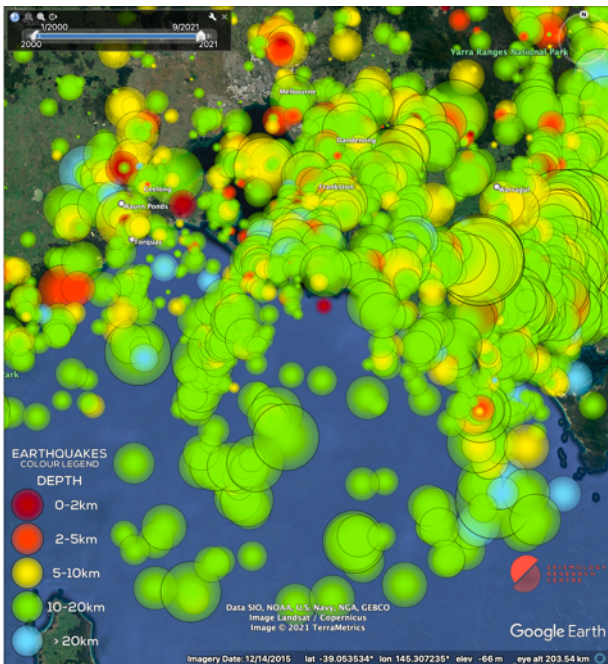 1/2000 9/2021
2000 2021
Yarra Ranges National Park
Melbourne
Dandenong
Geelong
Frankston
Warragul
Waurn Ponds
Torquay
Park
EARTHQUAKES
COLOUR LEGEND
DEPTH
0-2km
2-5km
5-10km
10-20km
> 20km
SEISMOLOGY
RESEARCH
CENTRE
Data SIO, NOAA, U.S. Navy, NGA, GEBCO
Image Landsat / Copernicus
Image © 2021 TerraMetrics
Google Earth
Imagery Date: 12/14/2015 lat -39.053534° lon 145.307235° elev -66 m eye alt 203.54 km